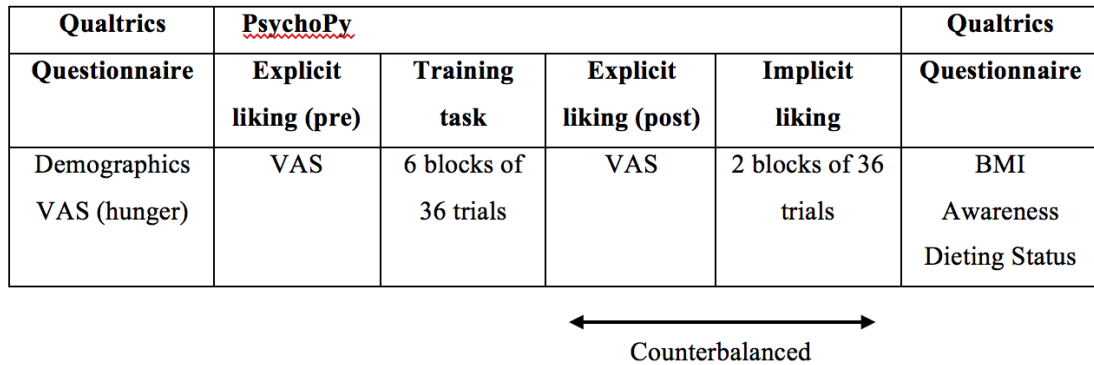 Qualtrics PsychoPy Qualtrics
Questionnaire Explicit liking (pre) Training task Explicit liking (post) Implicit liking Questionnaire
Demographics VAS (hunger) VAS 6 blocks of 36 trials VAS 2 blocks of 36 trials BMI Awareness Dieting Status
Counterbalanced